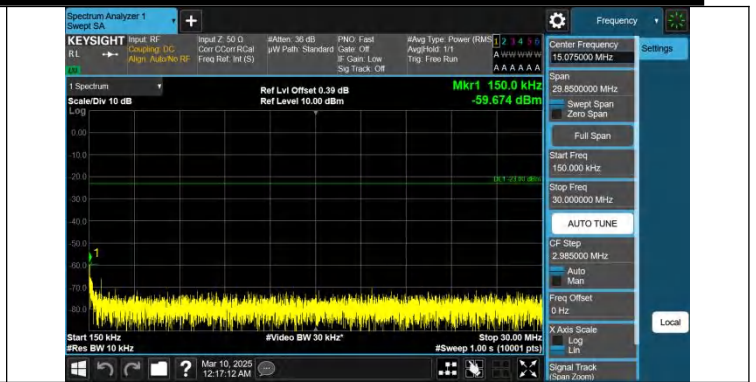 Spectrum Analyzer 1
Swept SA
Frequency
KEYSIGHT Input: RF Input Z: 50 Ω #Atten: 36 dB PNO: Fast #Avg Type: Power (RMS 1 2 3 4 5 6
RL Coupling: DC Corr CCorr RCal µW Path: Standard Gate: Off Avg|Hold: 1/1 A W W W W W
Align: Auto/No RF Freq Ref: Int (S) IF Gain: Low Trig: Free Run A A A A A A
Sig Track: Off
1 Spectrum
Scale/Div 10 dB
Ref Lvl Offset 0.39 dB
Ref Level 10.00 dBm
Mkr1 150.0 kHz
-59.674 dBm
Log
0.00
-10.0
-20.0
DL1 -23.00 dBm
-30.0
-40.0
-50.0
1
-60.0
-70.0
-80.0
Start 150 kHz #Video BW 30 kHz* Stop 30.00 MHz
#Res BW 10 kHz #Sweep 1.00 s (10001 pts)
Mar 10, 2025
12:17:12 AM
Center Frequency
15.075000 MHz
Settings
Span
29.8500000 MHz
Swept Span
Zero Span
Full Span
Start Freq
150.000 kHz
Stop Freq
30.000000 MHz
AUTO TUNE
CF Step
2.985000 MHz
Auto
Man
Freq Offset
0 Hz
Local
X Axis Scale
Log
Lin
Signal Track
(Span Zoom)